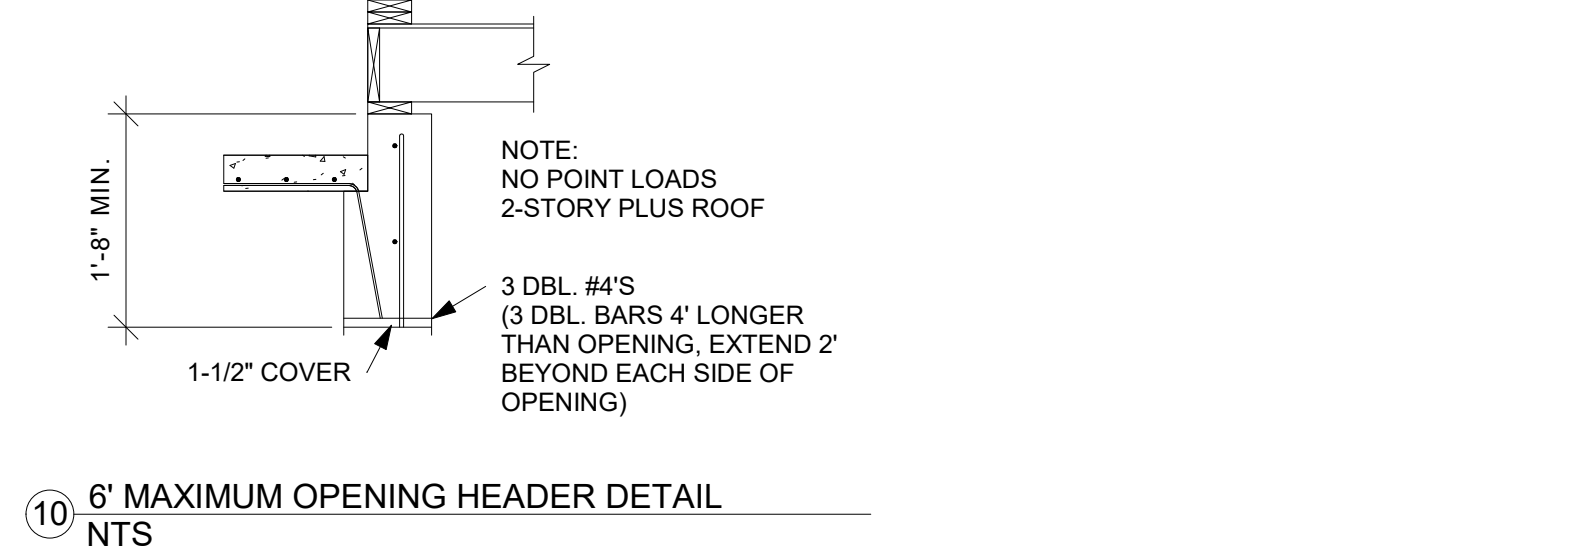 1'-8" MIN.
NOTE:
NO POINT LOADS
2-STORY PLUS ROOF
3 DBL. #4'S
(3 DBL. BARS 4' LONGER
THAN OPENING, EXTEND 2'
BEYOND EACH SIDE OF
OPENING)
1-1/2" COVER
10
6' MAXIMUM OPENING HEADER DETAIL
NTS